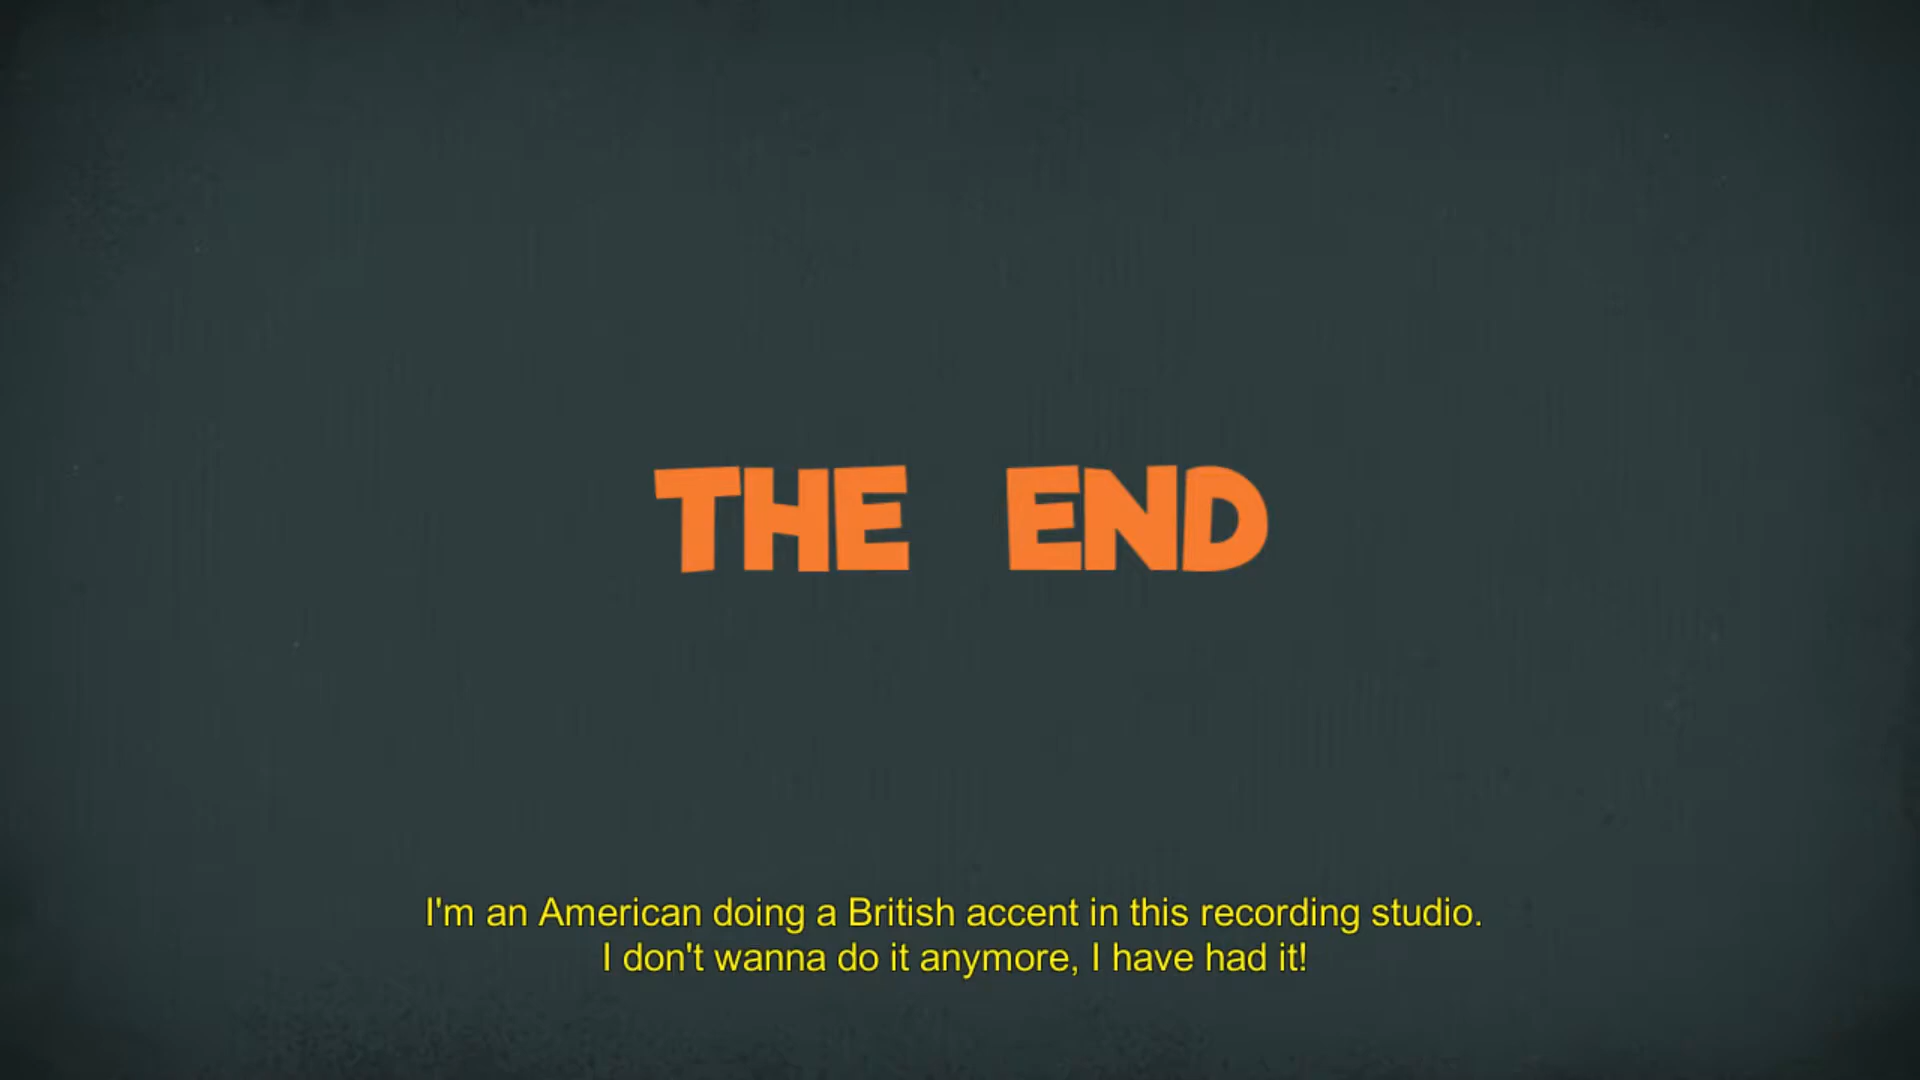 THE END
I'm an American doing a British accent in this recording studio.
I don't wanna do it anymore, I have had it!